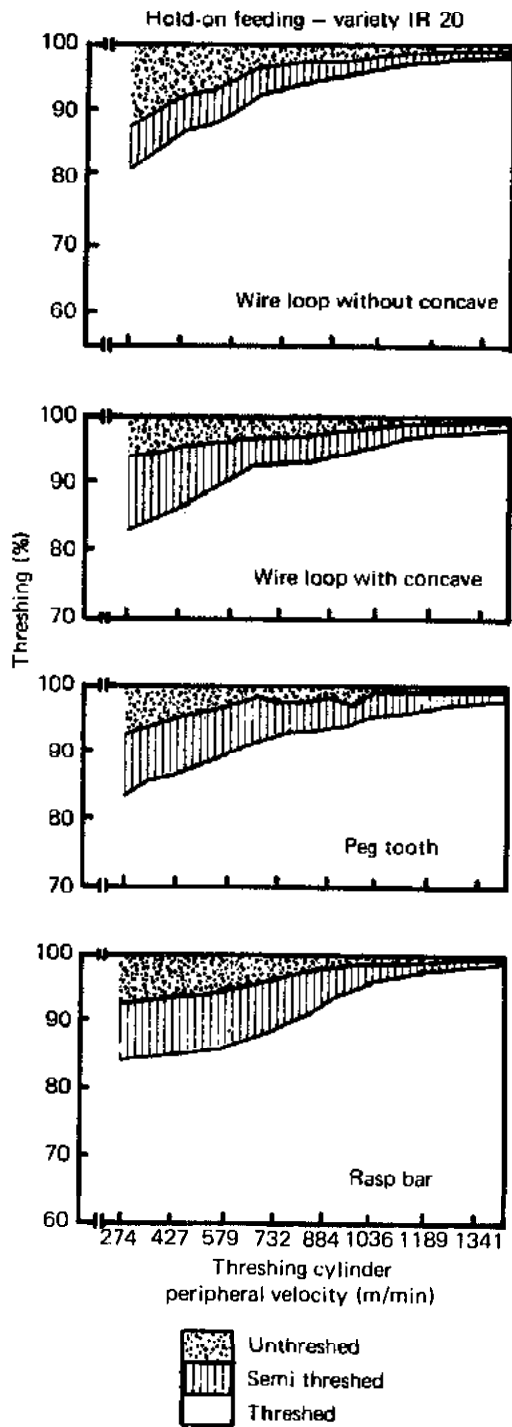 Hold-on feeding – variety IR 20
100
90
80
70
60
Wire loop without concave
100
90
80
70
Wire loop with concave
Threshing (%)
100
90
80
70
Peg tooth
100
90
80
70
60
Rasp bar
274 427 579 732 884 1036 1189 1341
Threshing cylinder
peripheral velocity (m/min)
Unthreshed
Semi threshed
Threshed